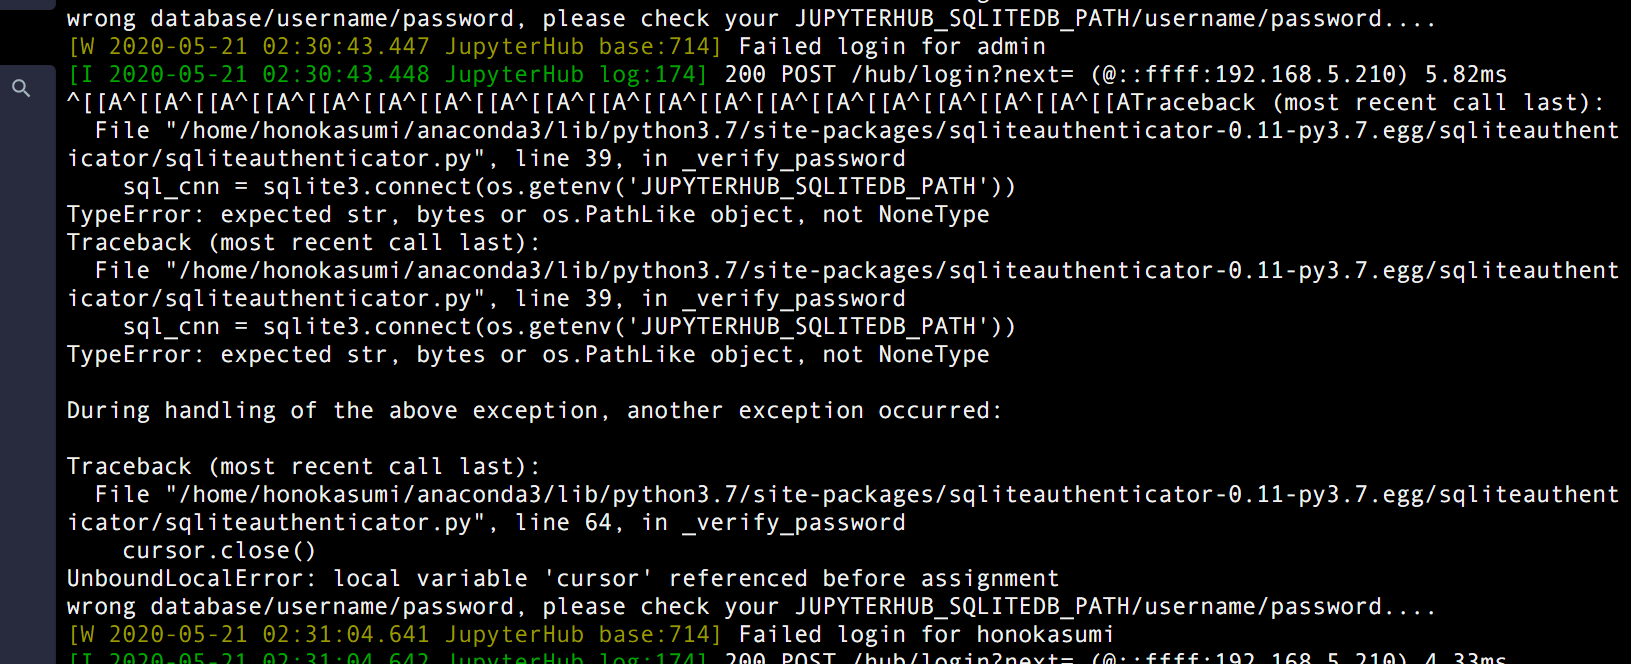 wrong database/username/password, please check your JUPYTERHUB_SQLITEDB_PATH/username/password....
[W 2020-05-21 02:30:43.447 JupyterHub base:714] Failed login for admin
[I 2020-05-21 02:30:43.448 JupyterHub log:174] 200 POST /hub/login?next= (@::ffff:192.168.5.210) 5.82ms
^[[A^[[A^[[A^[[A^[[A^[[A^[[A^[[A^[[A^[[A^[[A^[[A^[[A^[[A^[[A^[[A^[[A^[[A^[[ATraceback (most recent call last):
  File "/home/honokasumi/anaconda3/lib/python3.7/site-packages/sqliteauthenticator-0.11-py3.7.egg/sqliteauthent
icator/sqliteauthenticator.py", line 39, in _verify_password
    sql_cnn = sqlite3.connect(os.getenv('JUPYTERHUB_SQLITEDB_PATH'))
TypeError: expected str, bytes or os.PathLike object, not NoneType
Traceback (most recent call last):
  File "/home/honokasumi/anaconda3/lib/python3.7/site-packages/sqliteauthenticator-0.11-py3.7.egg/sqliteauthent
icator/sqliteauthenticator.py", line 39, in _verify_password
    sql_cnn = sqlite3.connect(os.getenv('JUPYTERHUB_SQLITEDB_PATH'))
TypeError: expected str, bytes or os.PathLike object, not NoneType
During handling of the above exception, another exception occurred:
Traceback (most recent call last):
  File "/home/honokasumi/anaconda3/lib/python3.7/site-packages/sqliteauthenticator-0.11-py3.7.egg/sqliteauthent
icator/sqliteauthenticator.py", line 64, in _verify_password
    cursor.close()
UnboundLocalError: local variable 'cursor' referenced before assignment
wrong database/username/password, please check your JUPYTERHUB_SQLITEDB_PATH/username/password....
[W 2020-05-21 02:31:04.641 JupyterHub base:714] Failed login for honokasumi
[I 2020-05-21 02:31:04.642 JupyterHub log:174] 200 POST /hub/login?next= (@::ffff:192.168.5.210) 4.33ms